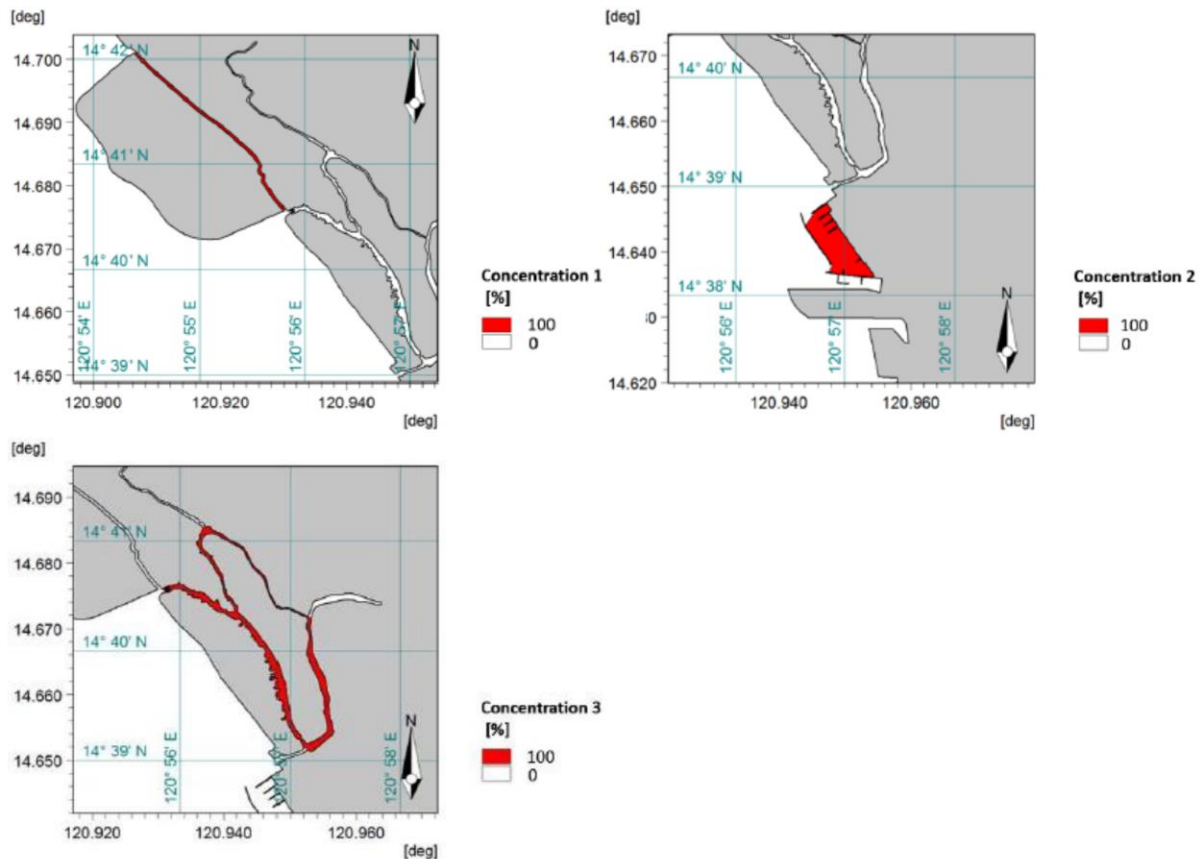 [deg]
14.700
14.690
14.680
14.670
14.660
14.650
14° 42' N
14° 41' N
14° 40' N
14° 39' N
120° 54' E
120° 55' E
120° 56' E
120° 57' E
N
120.900
120.920
120.940
[deg]
Concentration 1
[%]
100
0
[deg]
14.670
14.660
14.650
14.640
14.620
14° 40' N
14° 39' N
14° 38' N
120° 56' E
120° 57' E
120° 58' E
N
120.940
120.960
[deg]
Concentration 2
[%]
100
0
[deg]
14.690
14.680
14.670
14.660
14.650
14° 41' N
14° 40' N
14° 39' N
120° 56' E
120° 58' E
N
120.920
120.940
120.960
[deg]
Concentration 3
[%]
100
0